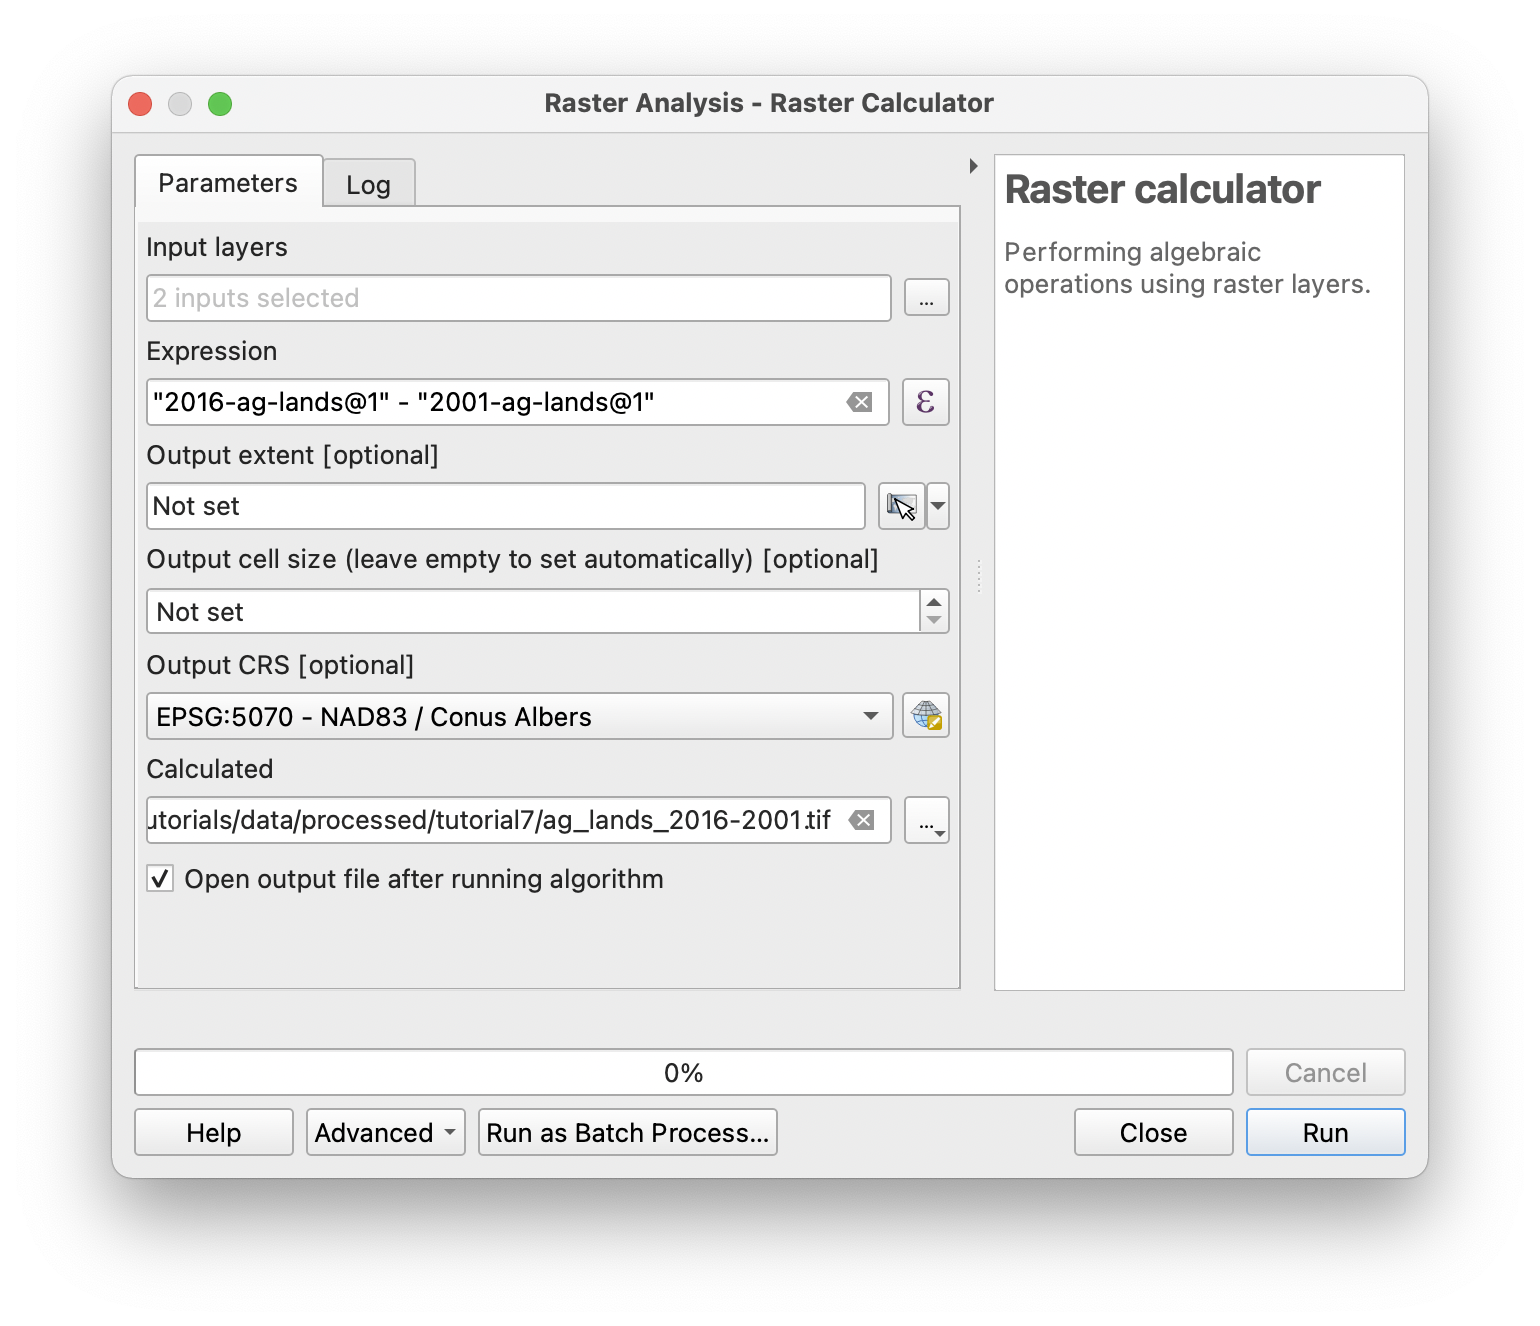 Raster Analysis - Raster Calculator
Parameters
Log
Input layers
2 inputs selected
...
Expression
"2016-ag-lands@1" - "2001-ag-lands@1"
ε
Output extent [optional]
Not set
Output cell size (leave empty to set automatically) [optional]
Not set
Output CRS [optional]
EPSG:5070 - NAD83 / Conus Albers
Calculated
utorials/data/processed/tutorial7/ag_lands_2016-2001.tif
...
Open output file after running algorithm
Raster calculator
Performing algebraic
operations using raster layers.
0%
Cancel
Help
Advanced
Run as Batch Process...
Close
Run